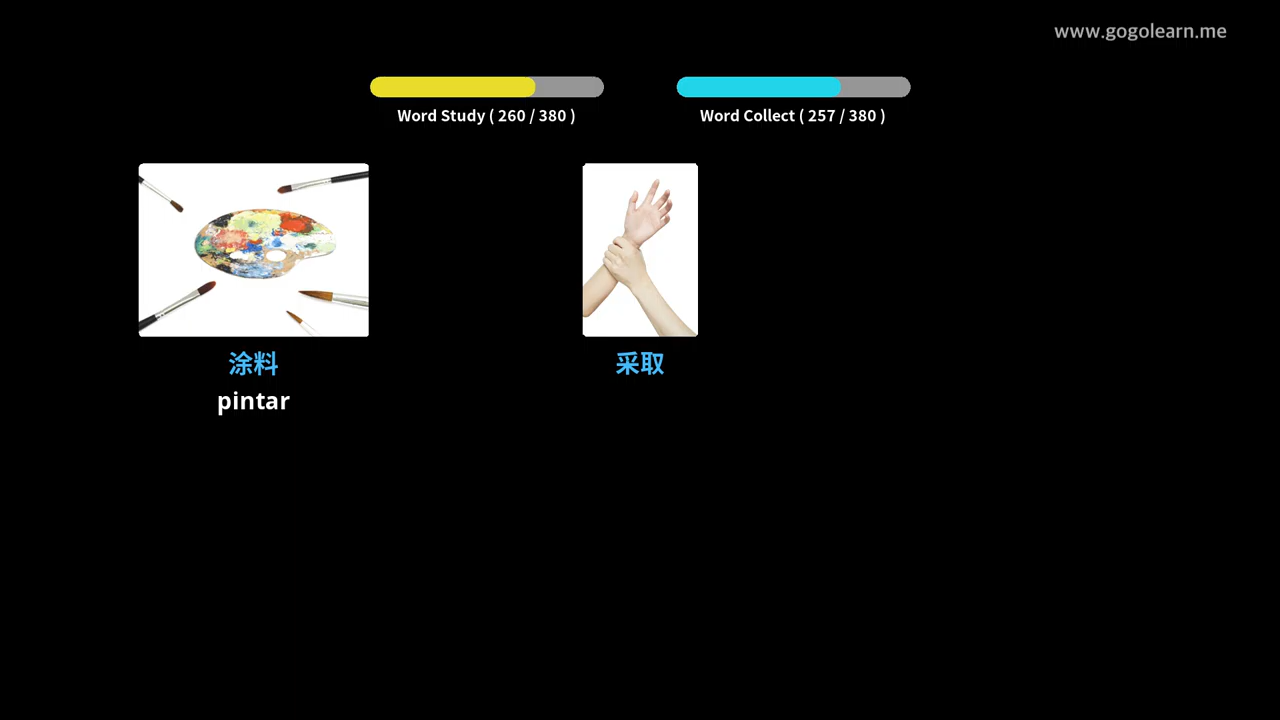 www.gogolearn.me
Word Study ( 260 / 380 )
Word Collect ( 257 / 380 )
涂料
pintar
采取